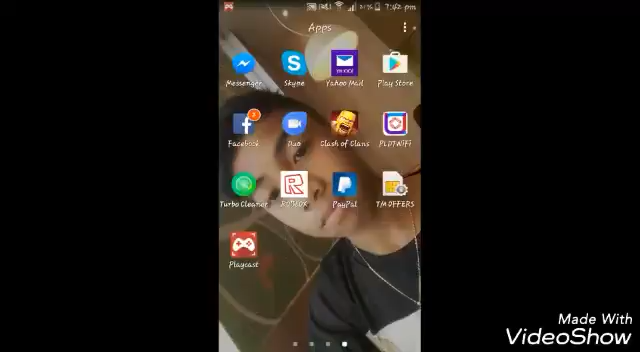 7:42 pm
Apps
Messenger
Skype
YAHOO!
Yahoo Mail
Play Store
Facebook
Duo
Clash of Clans
PLDTWiFi
Turbo Cleaner
ROBLOX
PayPal
TM OFFERS
Playcast
Made With
VideoShow